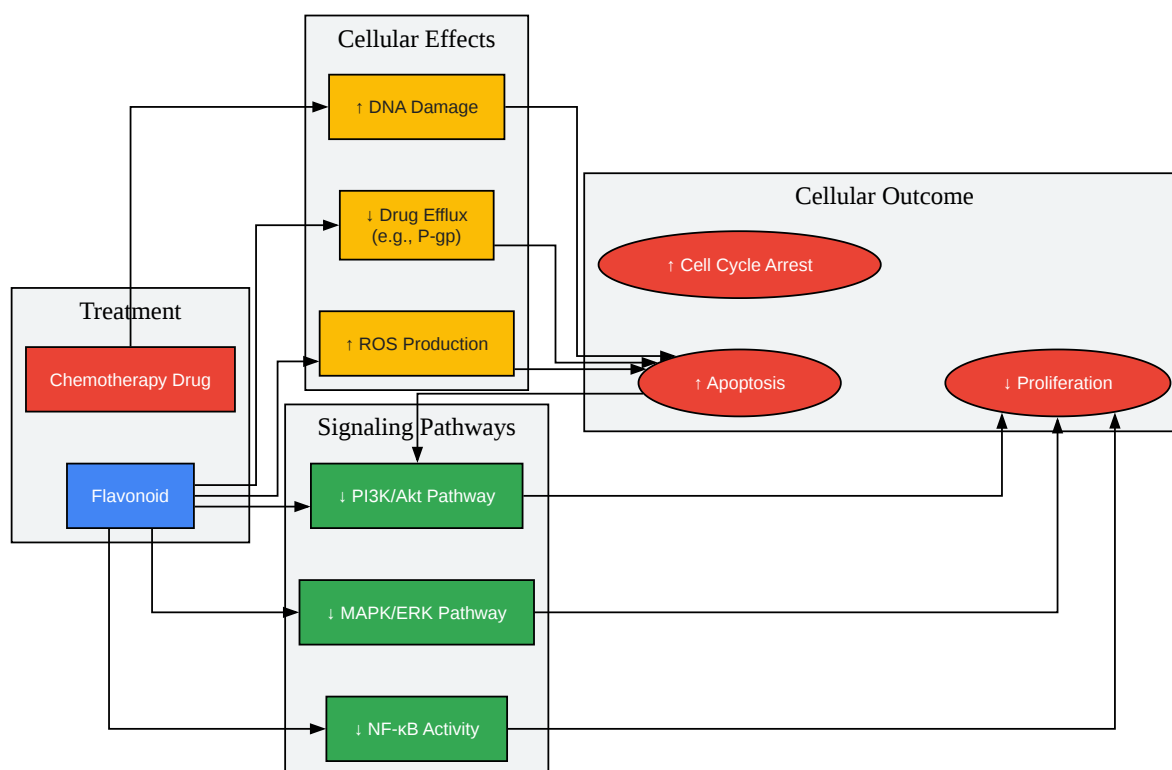 Cellular Effects
↑ DNA Damage
↓ Drug Efflux
(e.g., P-gp)
↑ ROS Production
Treatment
Chemotherapy Drug
Flavonoid
Signaling Pathways
↓ PI3K/Akt Pathway
↓ MAPK/ERK Pathway
↓ NF-κB Activity
Cellular Outcome
↑ Cell Cycle Arrest
↑ Apoptosis
↓ Proliferation